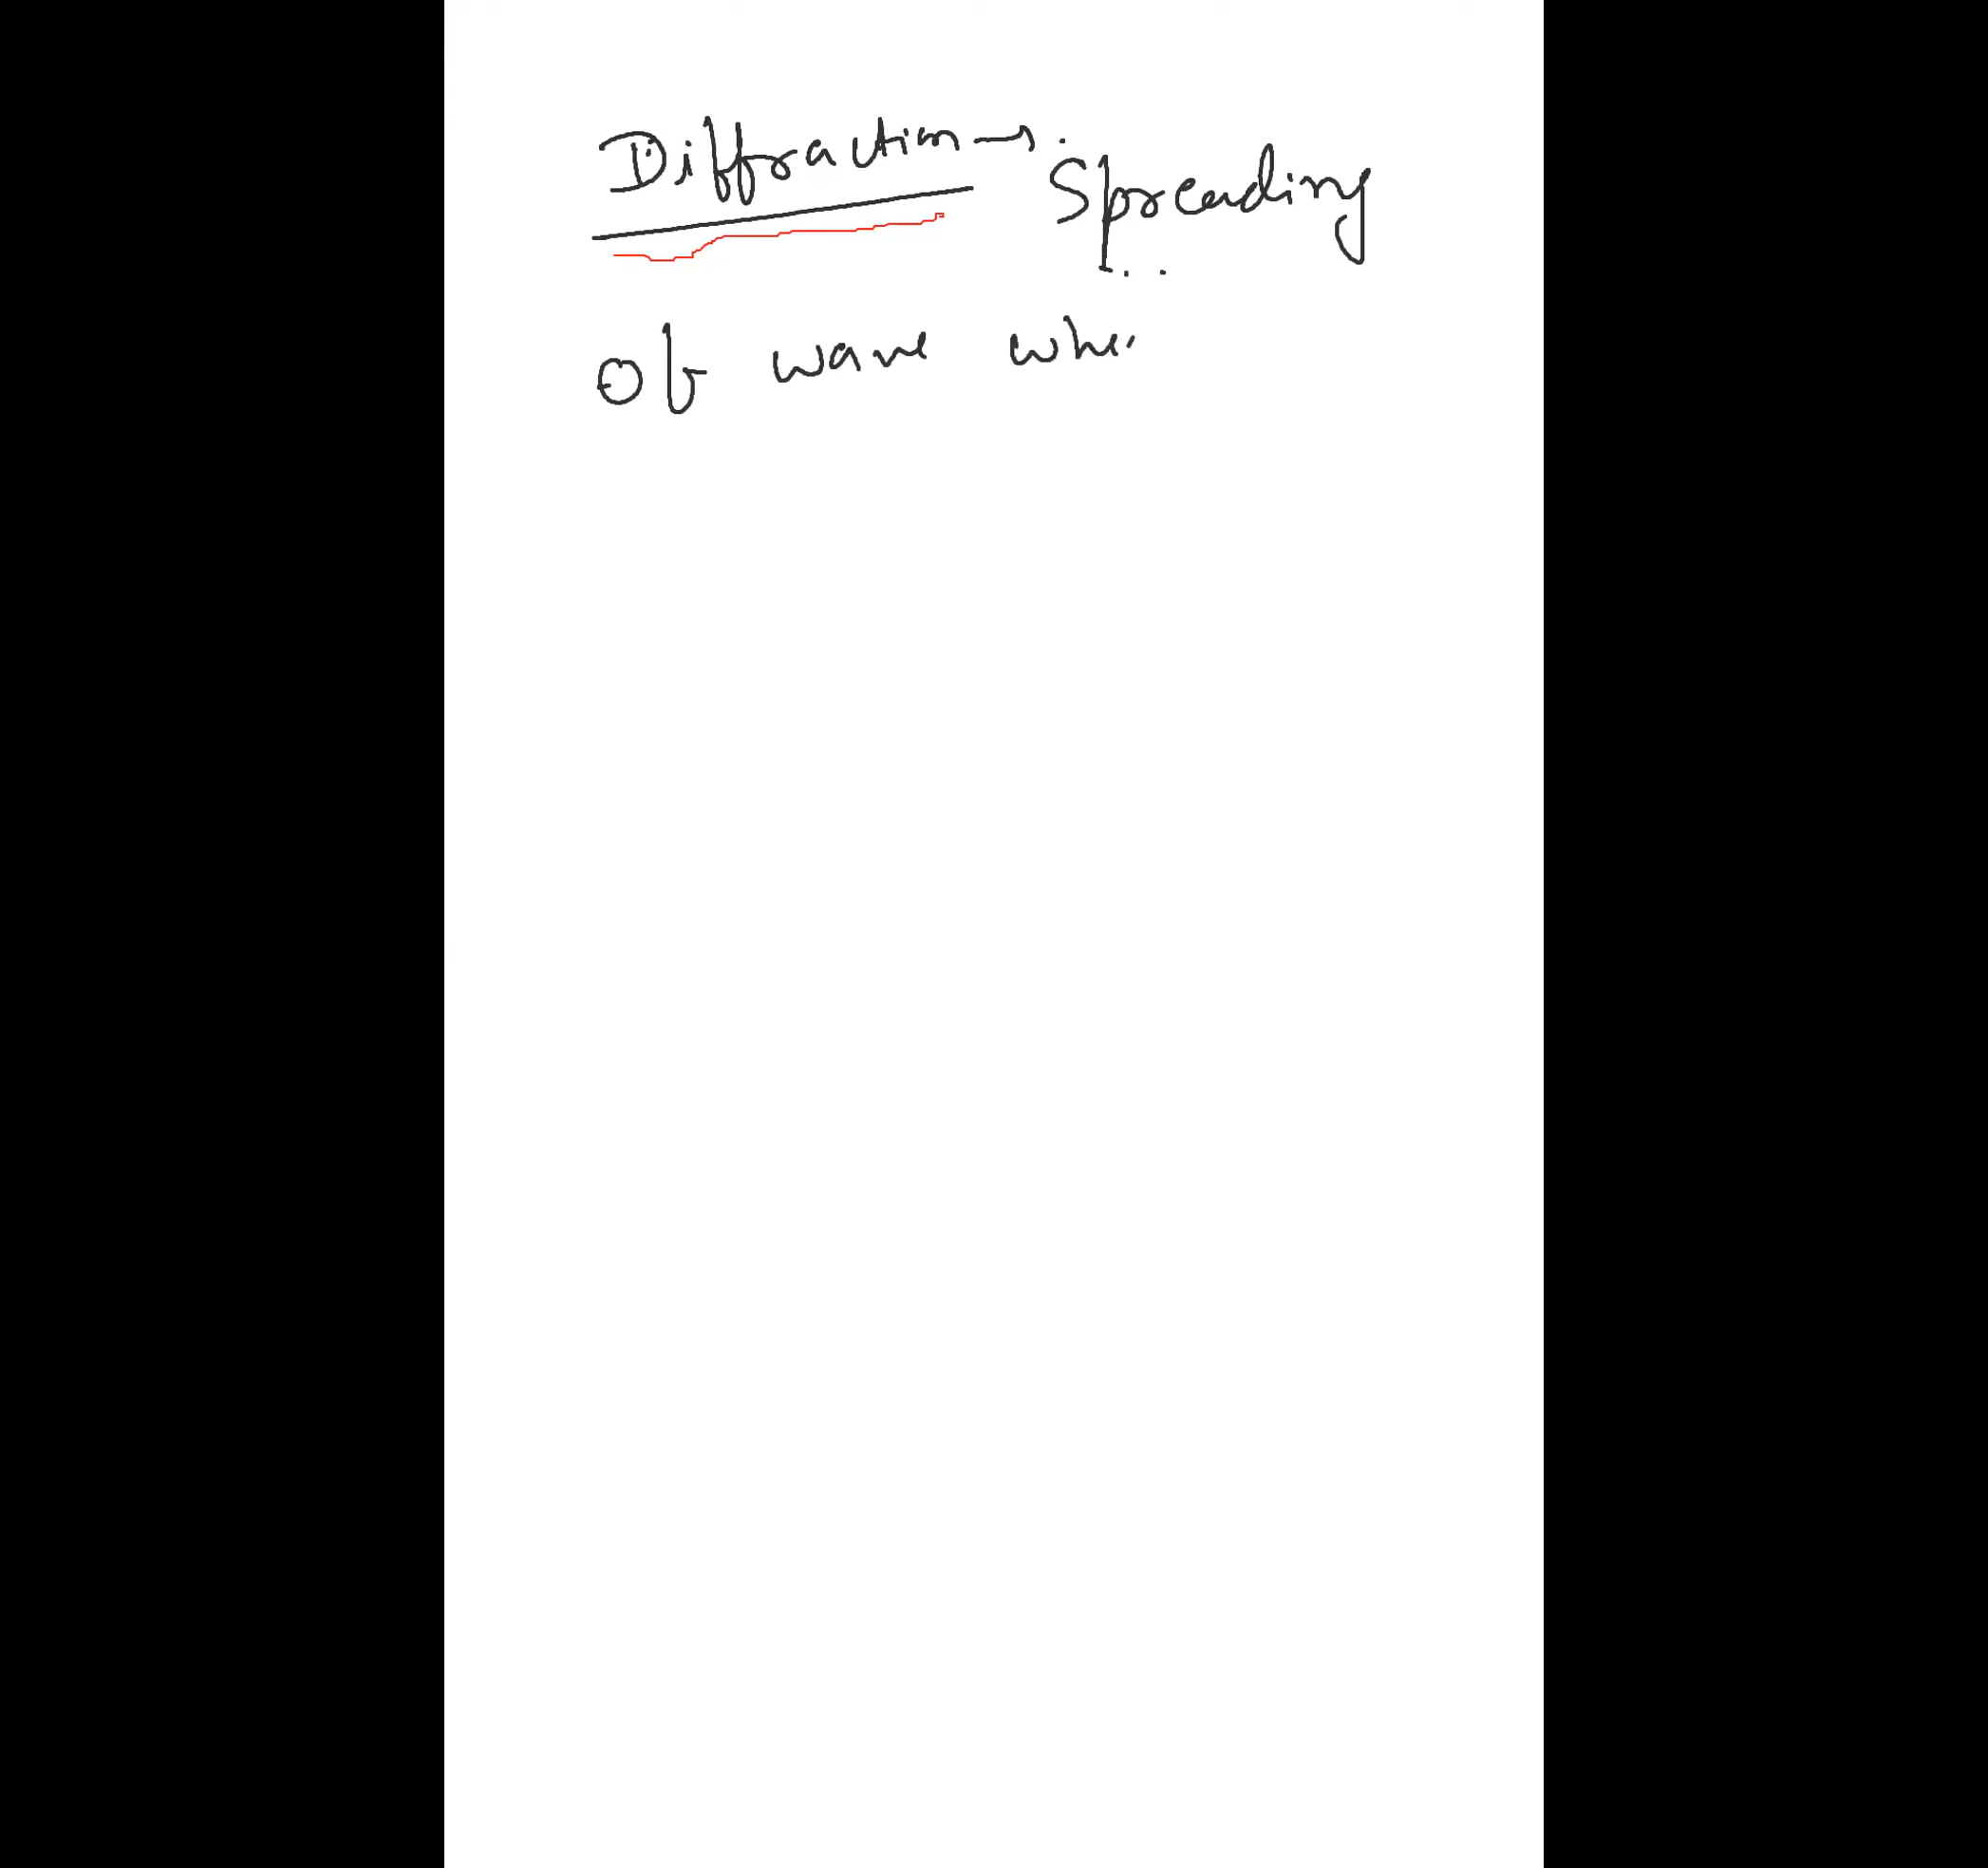 Diffraction → Spreading
Of wave whe